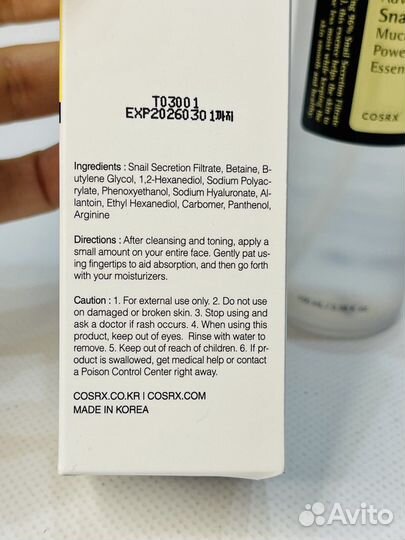 T03001
EXP20260301까지
Ingredients : Snail Secretion Filtrate, Betaine, B-
utylene Glycol, 1,2-Hexanediol, Sodium Polyac-
rylate, Phenoxyethanol, Sodium Hyaluronate, Al-
lantoin, Ethyl Hexanediol, Carbomer, Panthenol,
Arginine
Directions : After cleansing and toning, apply a
small amount on your entire face. Gently pat us-
ing fingertips to aid absorption, and then go forth
with your moisturizers.
Caution : 1. For external use only. 2. Do not use
on damaged or broken skin. 3. Stop using and
ask a doctor if rash occurs. 4. When using this
product, keep out of eyes. Rinse with water to
remove. 5. Keep out of reach of children. 6. If pr-
oduct is swallowed, get medical help or contact
a Poison Control Center right away.
COSRX.CO.KR I COSRX.COM
MADE IN KOREA
Sna
Muc
Powe
Essen
COSRX
Avito